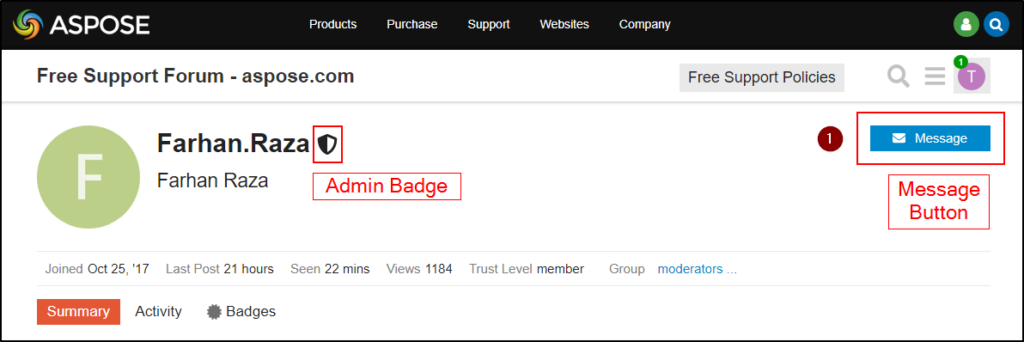 ASPOSE Products Purchase Support Websites Company
Free Support Forum - aspose.com Free Support Policies 1 T
F
Farhan.Raza
Farhan Raza
Admin Badge
1 Message
Message
Button
Joined Oct 25, '17 Last Post 21 hours Seen 22 mins Views 1184 Trust Level member Group moderators ...
Summary Activity Badges